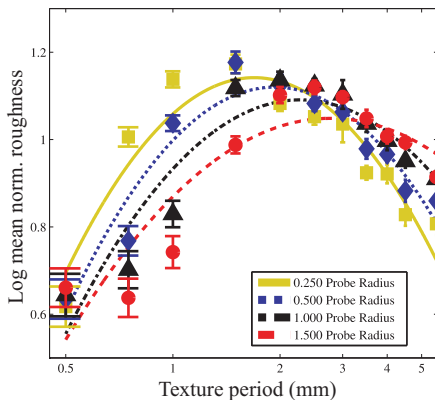 Log mean norm. roughness
1.2
1
0.8
0.6
0.250 Probe Radius
0.500 Probe Radius
1.000 Probe Radius
1.500 Probe Radius
0.5 1 2 3 4 5
Texture period (mm)